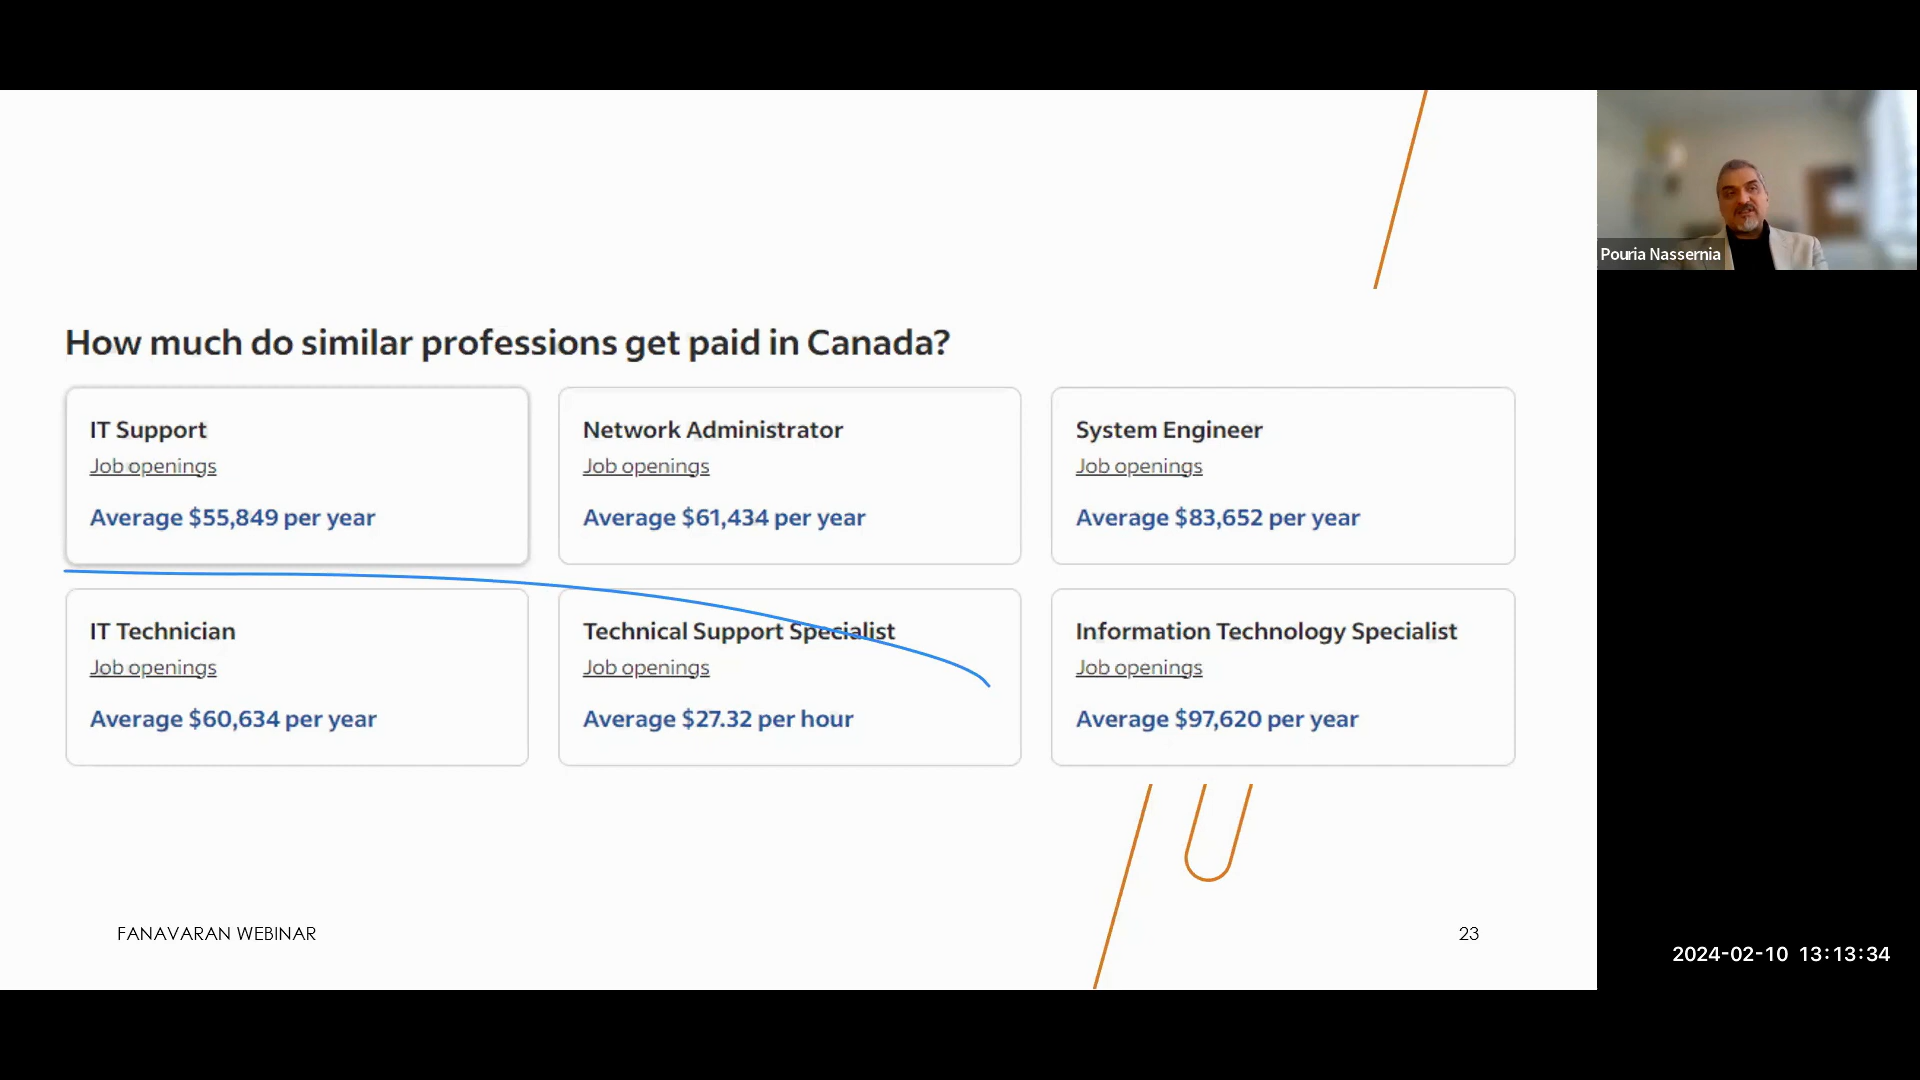 How much do similar professions get paid in Canada?
IT Support
Job openings
Average $55,849 per year
Network Administrator
Job openings
Average $61,434 per year
System Engineer
Job openings
Average $83,652 per year
IT Technician
Job openings
Average $60,634 per year
Technical Support Specialist
Job openings
Average $27.32 per hour
Information Technology Specialist
Job openings
Average $97,620 per year
FANAVARAN WEBINAR
23
Pouria Nassernia
2024-02-10 13:13:34